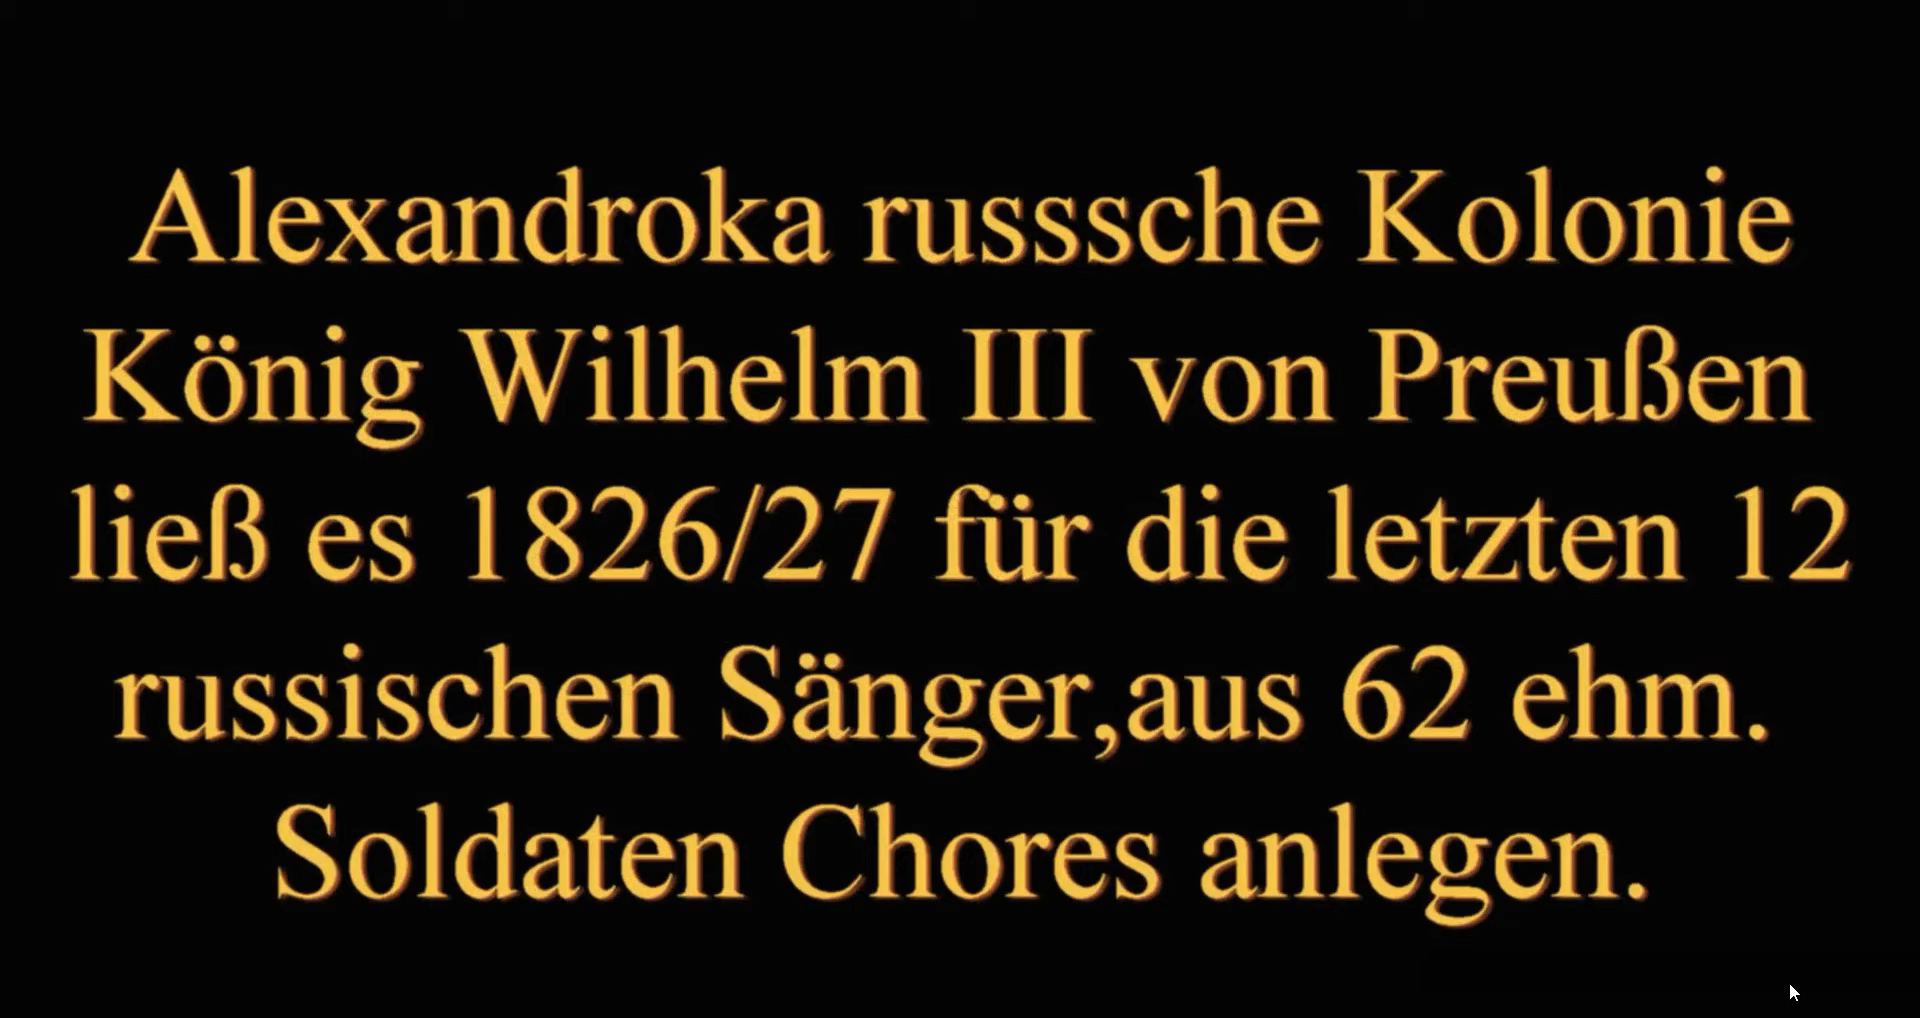 Alexandroka russsche Kolonie
König Wilhelm III von Preußen
ließ es 1826/27 für die letzten 12
russischen Sänger,aus 62 ehm.
Soldaten Chores anlegen.